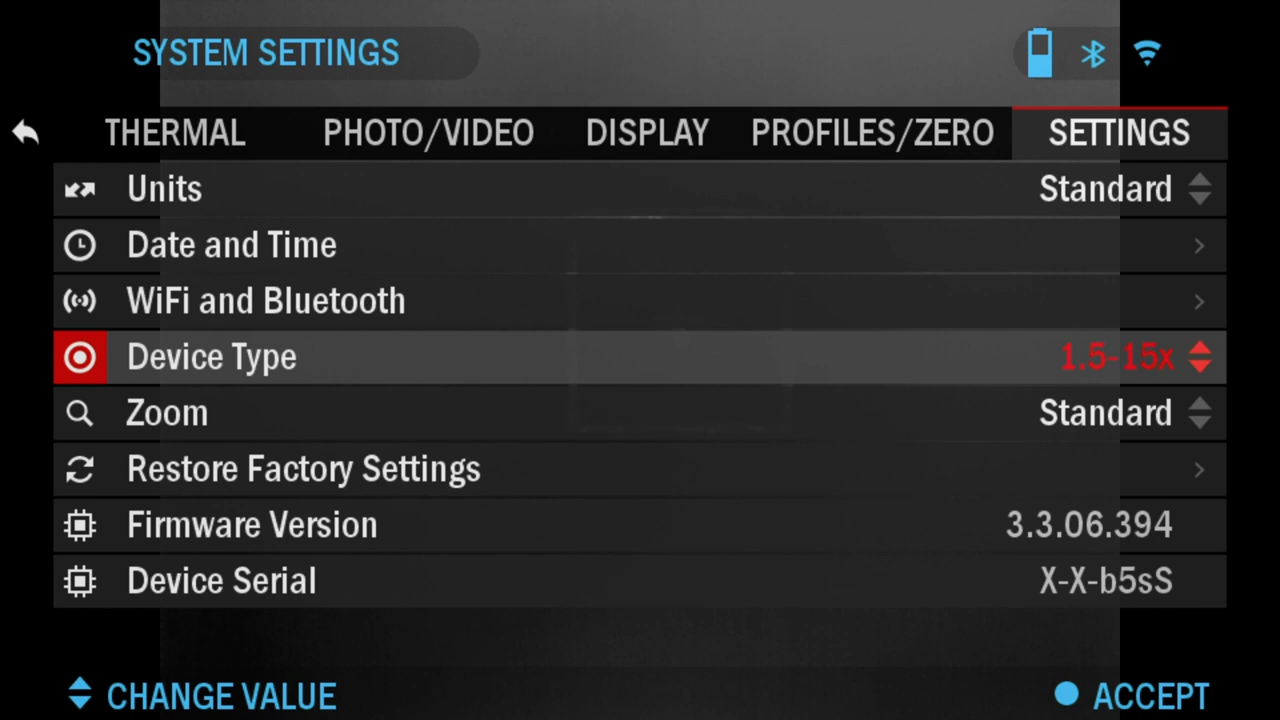 SYSTEM SETTINGS
THERMAL PHOTO/VIDEO DISPLAY PROFILES/ZERO SETTINGS
Units Standard
Date and Time
WiFi and Bluetooth
Device Type 1.5-15x
Zoom Standard
Restore Factory Settings
Firmware Version 3.3.06.394
Device Serial X-X-b5sS
CHANGE VALUE ACCEPT